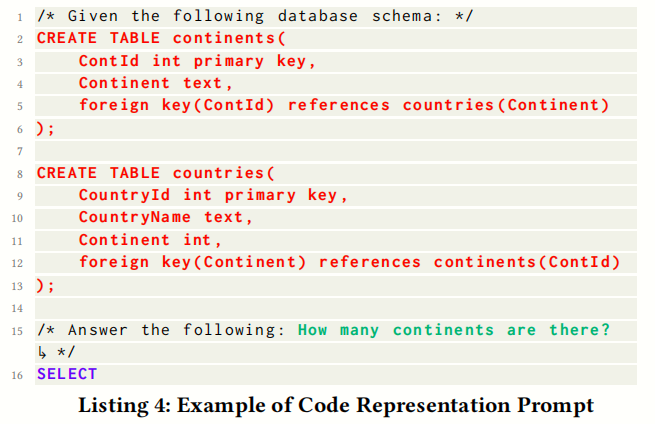 1 /* Given the following database schema: */
2 CREATE TABLE continents(
3     ContId int primary key,
4     Continent text,
5     foreign key(ContId) references countries(Continent)
6 );
7
8 CREATE TABLE countries(
9     CountryId int primary key,
10     CountryName text,
11     Continent int,
12     foreign key(Continent) references continents(ContId)
13 );
14
15 /* Answer the following: How many continents are there?
↳ */
16 SELECT
Listing 4: Example of Code Representation Prompt